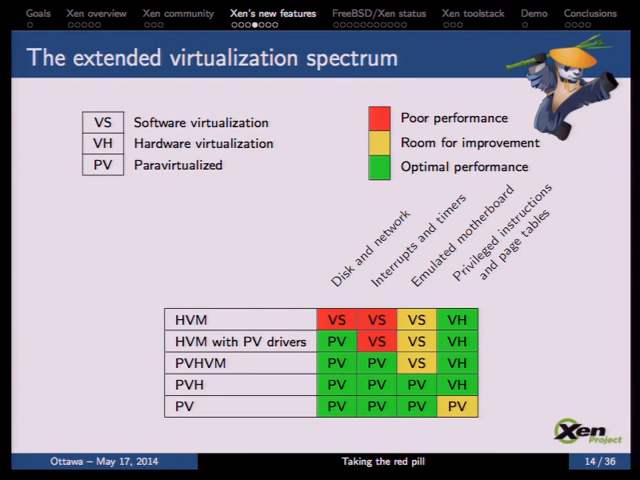 Goals Xen overview Xen community Xen's new features FreeBSD/Xen status Xen toolstack Demo Conclusions
The extended virtualization spectrum
VS Software virtualization
VH Hardware virtualization
PV Paravirtualized
Poor performance
Room for improvement
Optimal performance
Disk and network
Interrupts and timers
Emulated motherboard
Privileged instructions
and page tables
HVM VS VS VS VH
HVM with PV drivers PV VS VS VH
PVHVM PV PV VS VH
PVH PV PV PV VH
PV PV PV PV PV
Xen
Project
Ottawa – May 17, 2014 Taking the red pill 14 / 36